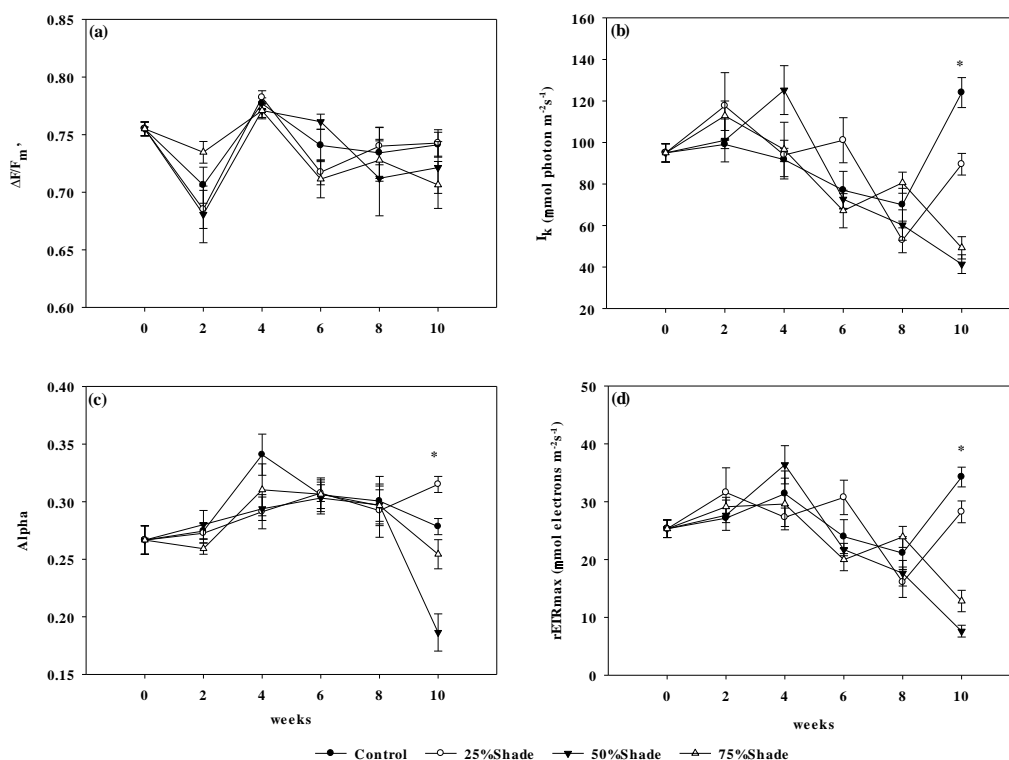 (a)
0.85
0.80
0.75
0.70
0.65
0.60
ΔF/Fm'
0 2 4 6 8 10
(b)
*
160
140
120
100
80
60
40
20
Ik (mmol photon m-2s-1)
0 2 4 6 8 10
(c)
*
0.40
0.35
0.30
0.25
0.20
0.15
Alpha
0 2 4 6 8 10
weeks
(d)
*
50
40
30
20
10
0
rETRmax (mmol electrons m-2s-1)
0 2 4 6 8 10
weeks
Control 25%Shade 50%Shade 75%Shade